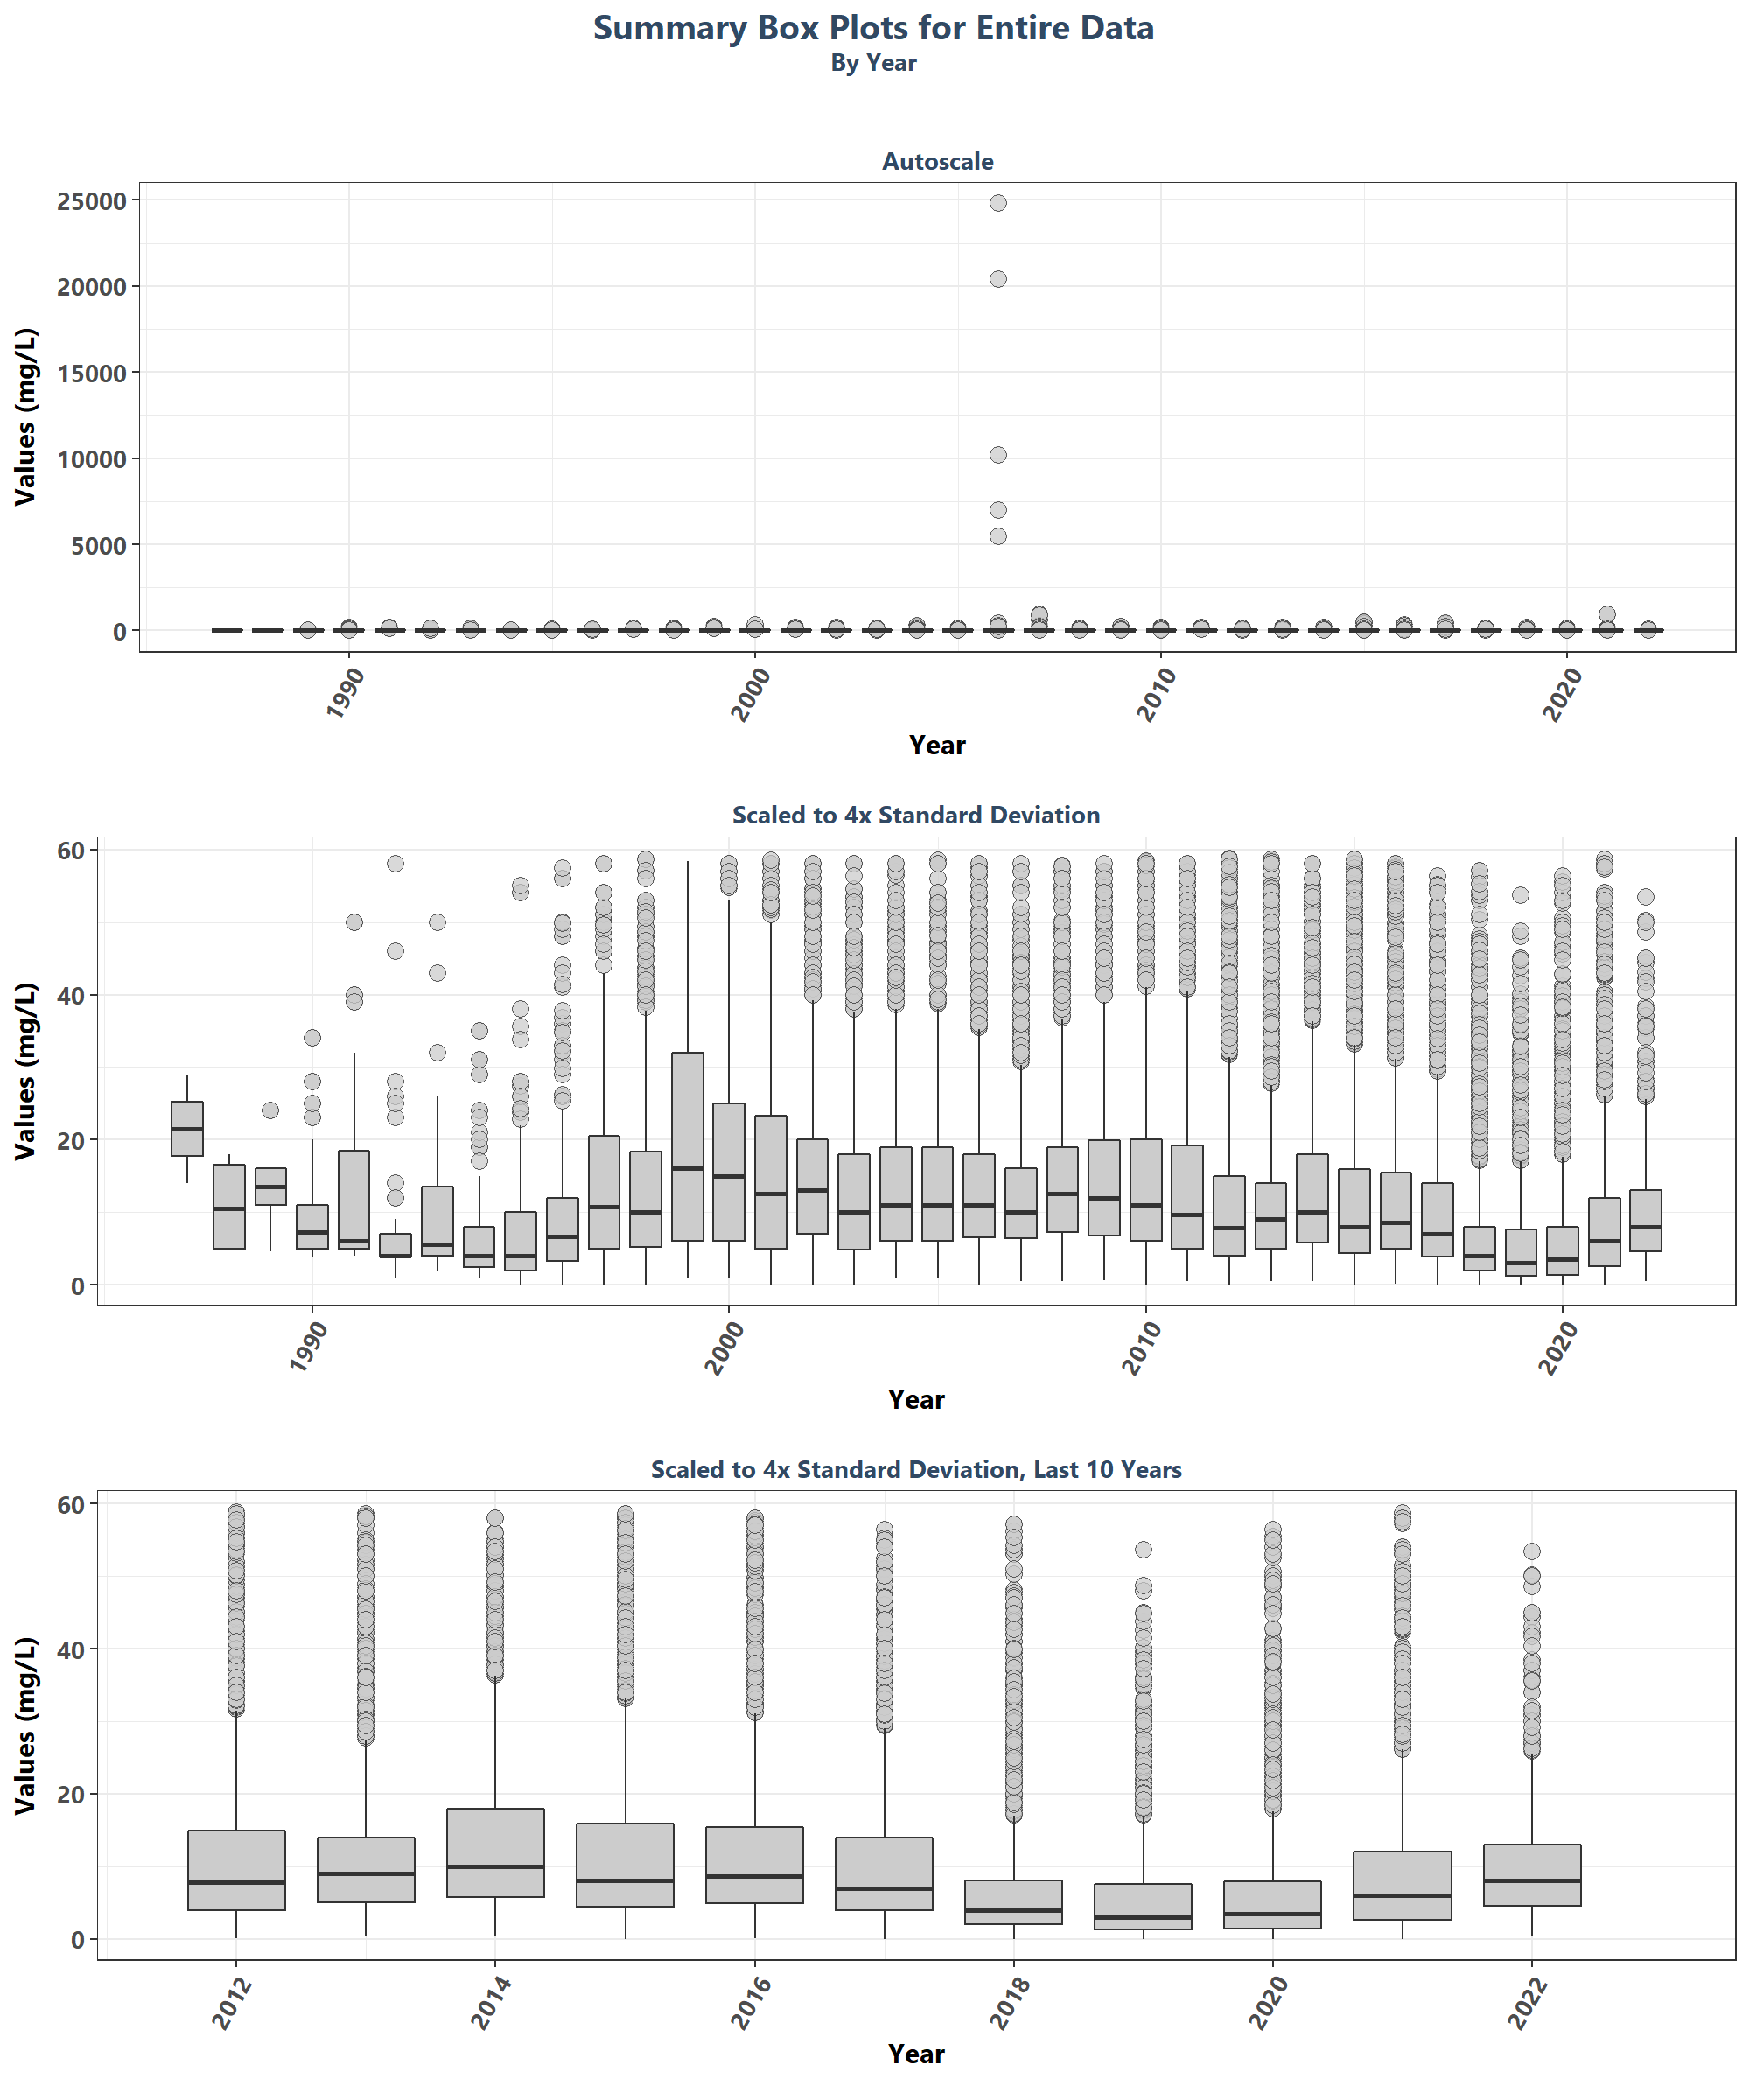 Summary Box Plots for Entire Data
By Year
Autoscale
Values (mg/L)
25000
20000
15000
10000
5000
0
1990
2000
2010
2020
Year
Scaled to 4x Standard Deviation
Values (mg/L)
60
40
20
0
1990
2000
2010
2020
Year
Scaled to 4x Standard Deviation, Last 10 Years
Values (mg/L)
60
40
20
0
2012
2014
2016
2018
2020
2022
Year